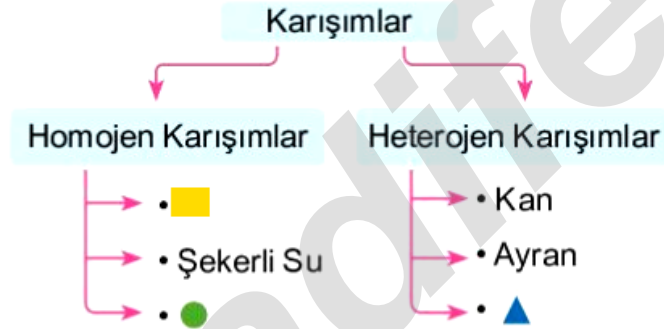 Karışımlar
Homojen Karışımlar
Heterojen Karışımlar
•
• Şekerli Su
•
• Kan
• Ayran
•